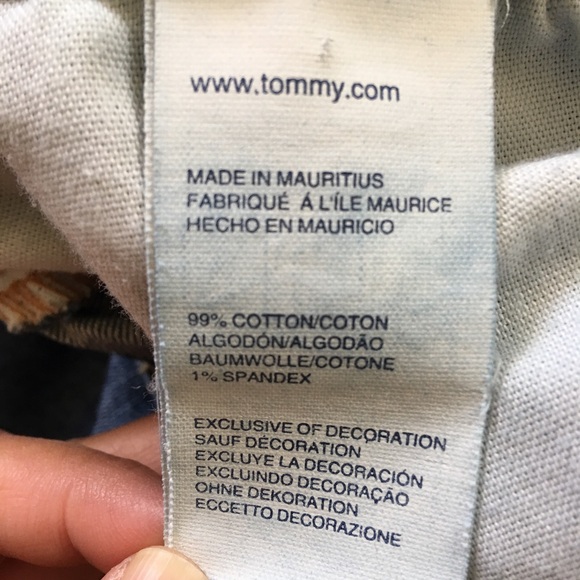 www.tommy.com
MADE IN MAURITIUS
FABRIQUÉ Á L'ÎLE MAURICE
HECHO EN MAURICIO
99% COTTON/COTON
ALGODÓN/ALGODÃO
BAUMWOLLE/COTONE
1% SPANDEX
EXCLUSIVE OF DECORATION
SAUF DÉCORATION
EXCLUYE LA DECORACIÓN
EXCLUINDO DECORAÇÃO
OHNE DEKORATION
ECCETTO DECORAZIONE